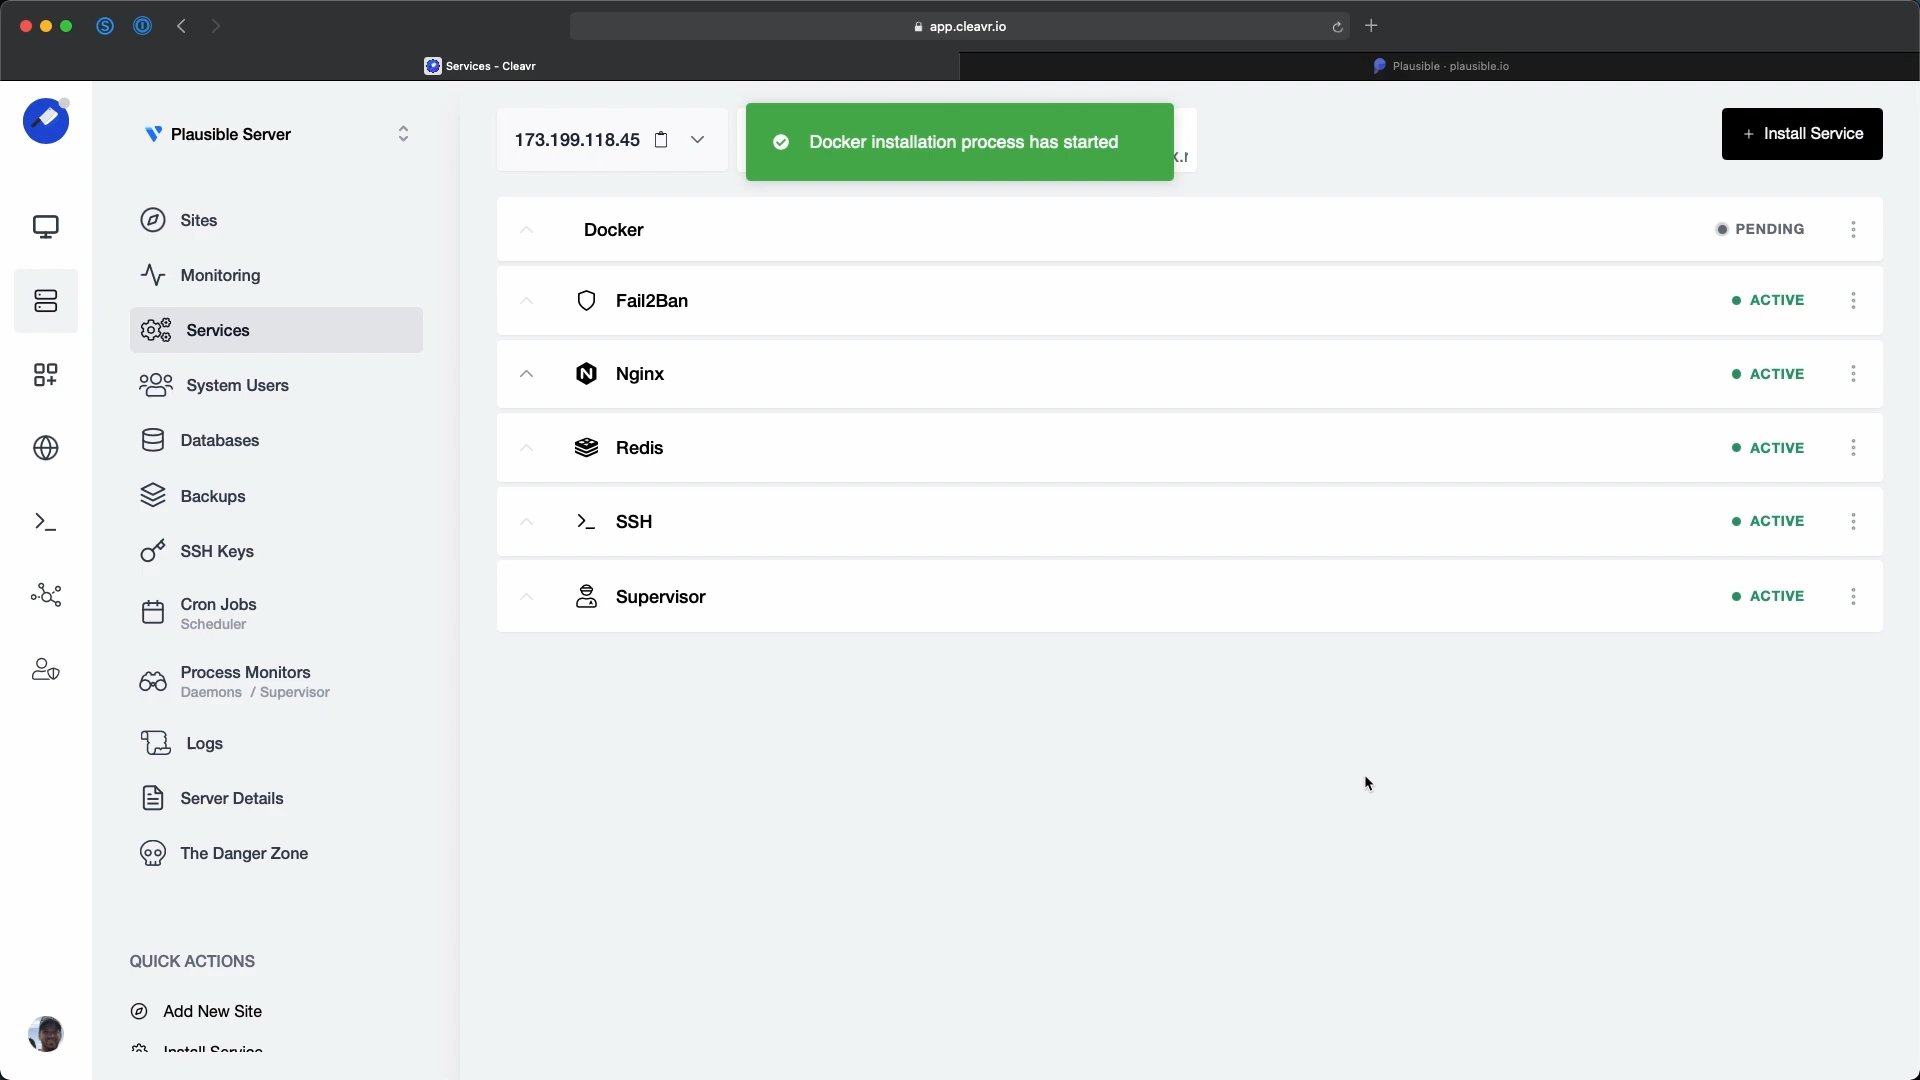 app.cleavr.io
Services - Cleavr
Plausible · plausible.io
Plausible Server
173.199.118.45
Docker installation process has started
+ Install Service
Sites
Monitoring
Services
System Users
Databases
Backups
SSH Keys
Cron Jobs
Scheduler
Process Monitors
Daemons / Supervisor
Logs
Server Details
The Danger Zone
QUICK ACTIONS
Add New Site
Install Service
Docker
PENDING
Fail2Ban
ACTIVE
Nginx
ACTIVE
Redis
ACTIVE
SSH
ACTIVE
Supervisor
ACTIVE